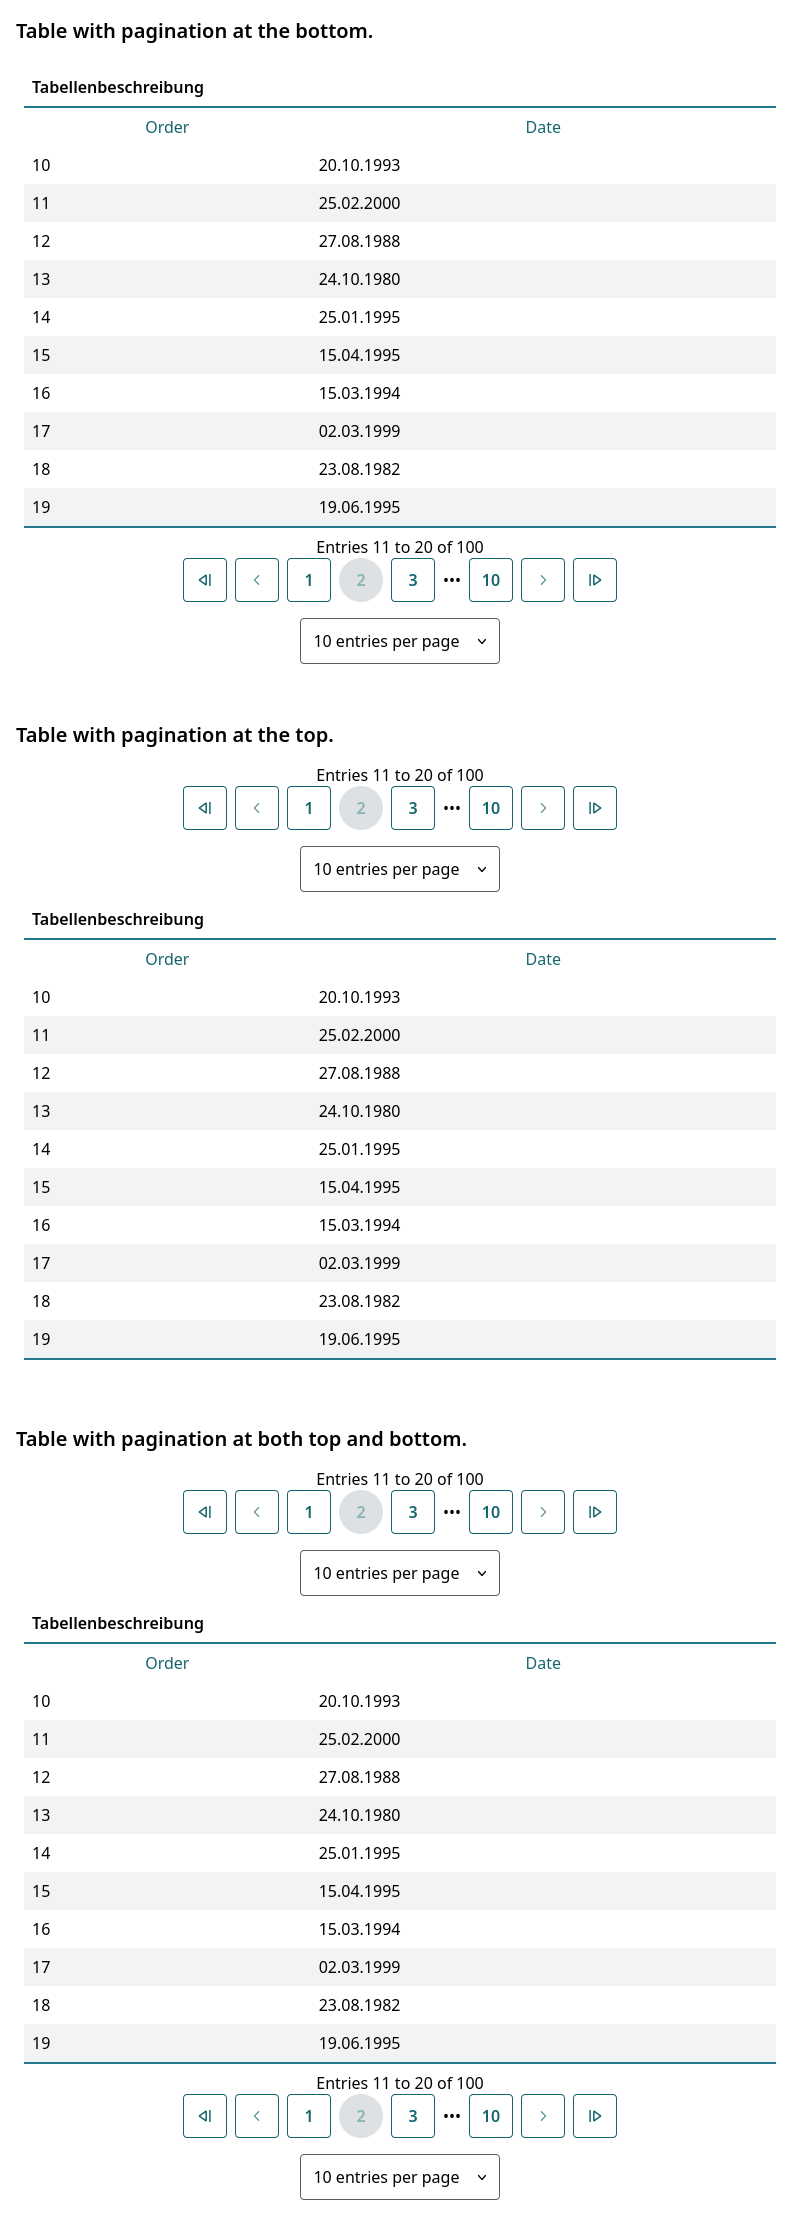 Table with pagination at the bottom.
Tabellenbeschreibung
Order Date
10 20.10.1993
11 25.02.2000
12 27.08.1988
13 24.10.1980
14 25.01.1995
15 15.04.1995
16 15.03.1994
17 02.03.1999
18 23.08.1982
19 19.06.1995
Entries 11 to 20 of 100
1 2 3 ••• 10
10 entries per page
Table with pagination at the top.
Entries 11 to 20 of 100
1 2 3 ••• 10
10 entries per page
Tabellenbeschreibung
Order Date
10 20.10.1993
11 25.02.2000
12 27.08.1988
13 24.10.1980
14 25.01.1995
15 15.04.1995
16 15.03.1994
17 02.03.1999
18 23.08.1982
19 19.06.1995
Table with pagination at both top and bottom.
Entries 11 to 20 of 100
1 2 3 ••• 10
10 entries per page
Tabellenbeschreibung
Order Date
10 20.10.1993
11 25.02.2000
12 27.08.1988
13 24.10.1980
14 25.01.1995
15 15.04.1995
16 15.03.1994
17 02.03.1999
18 23.08.1982
19 19.06.1995
Entries 11 to 20 of 100
1 2 3 ••• 10
10 entries per page